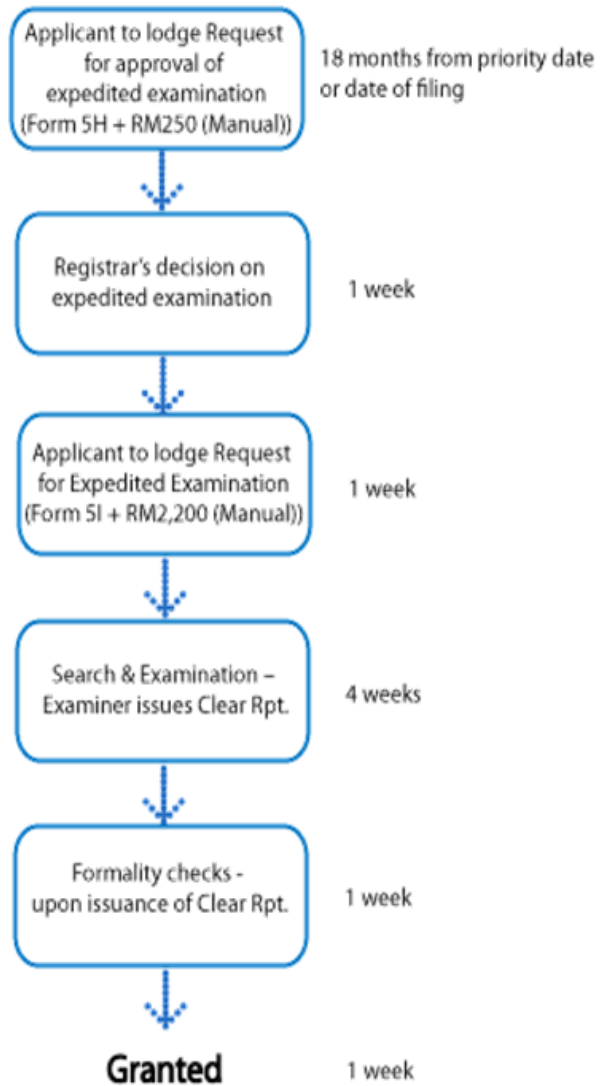 Applicant to lodge Request
for approval of
expedited examination
(Form 5H + RM250 (Manual))
18 months from priority date
or date of filing
Registrar's decision on
expedited examination
1 week
Applicant to lodge Request
for Expedited Examination
(Form 5I + RM2,200 (Manual))
1 week
Search & Examination –
Examiner issues Clear Rpt.
4 weeks
Formality checks -
upon issuance of Clear Rpt.
1 week
Granted
1 week